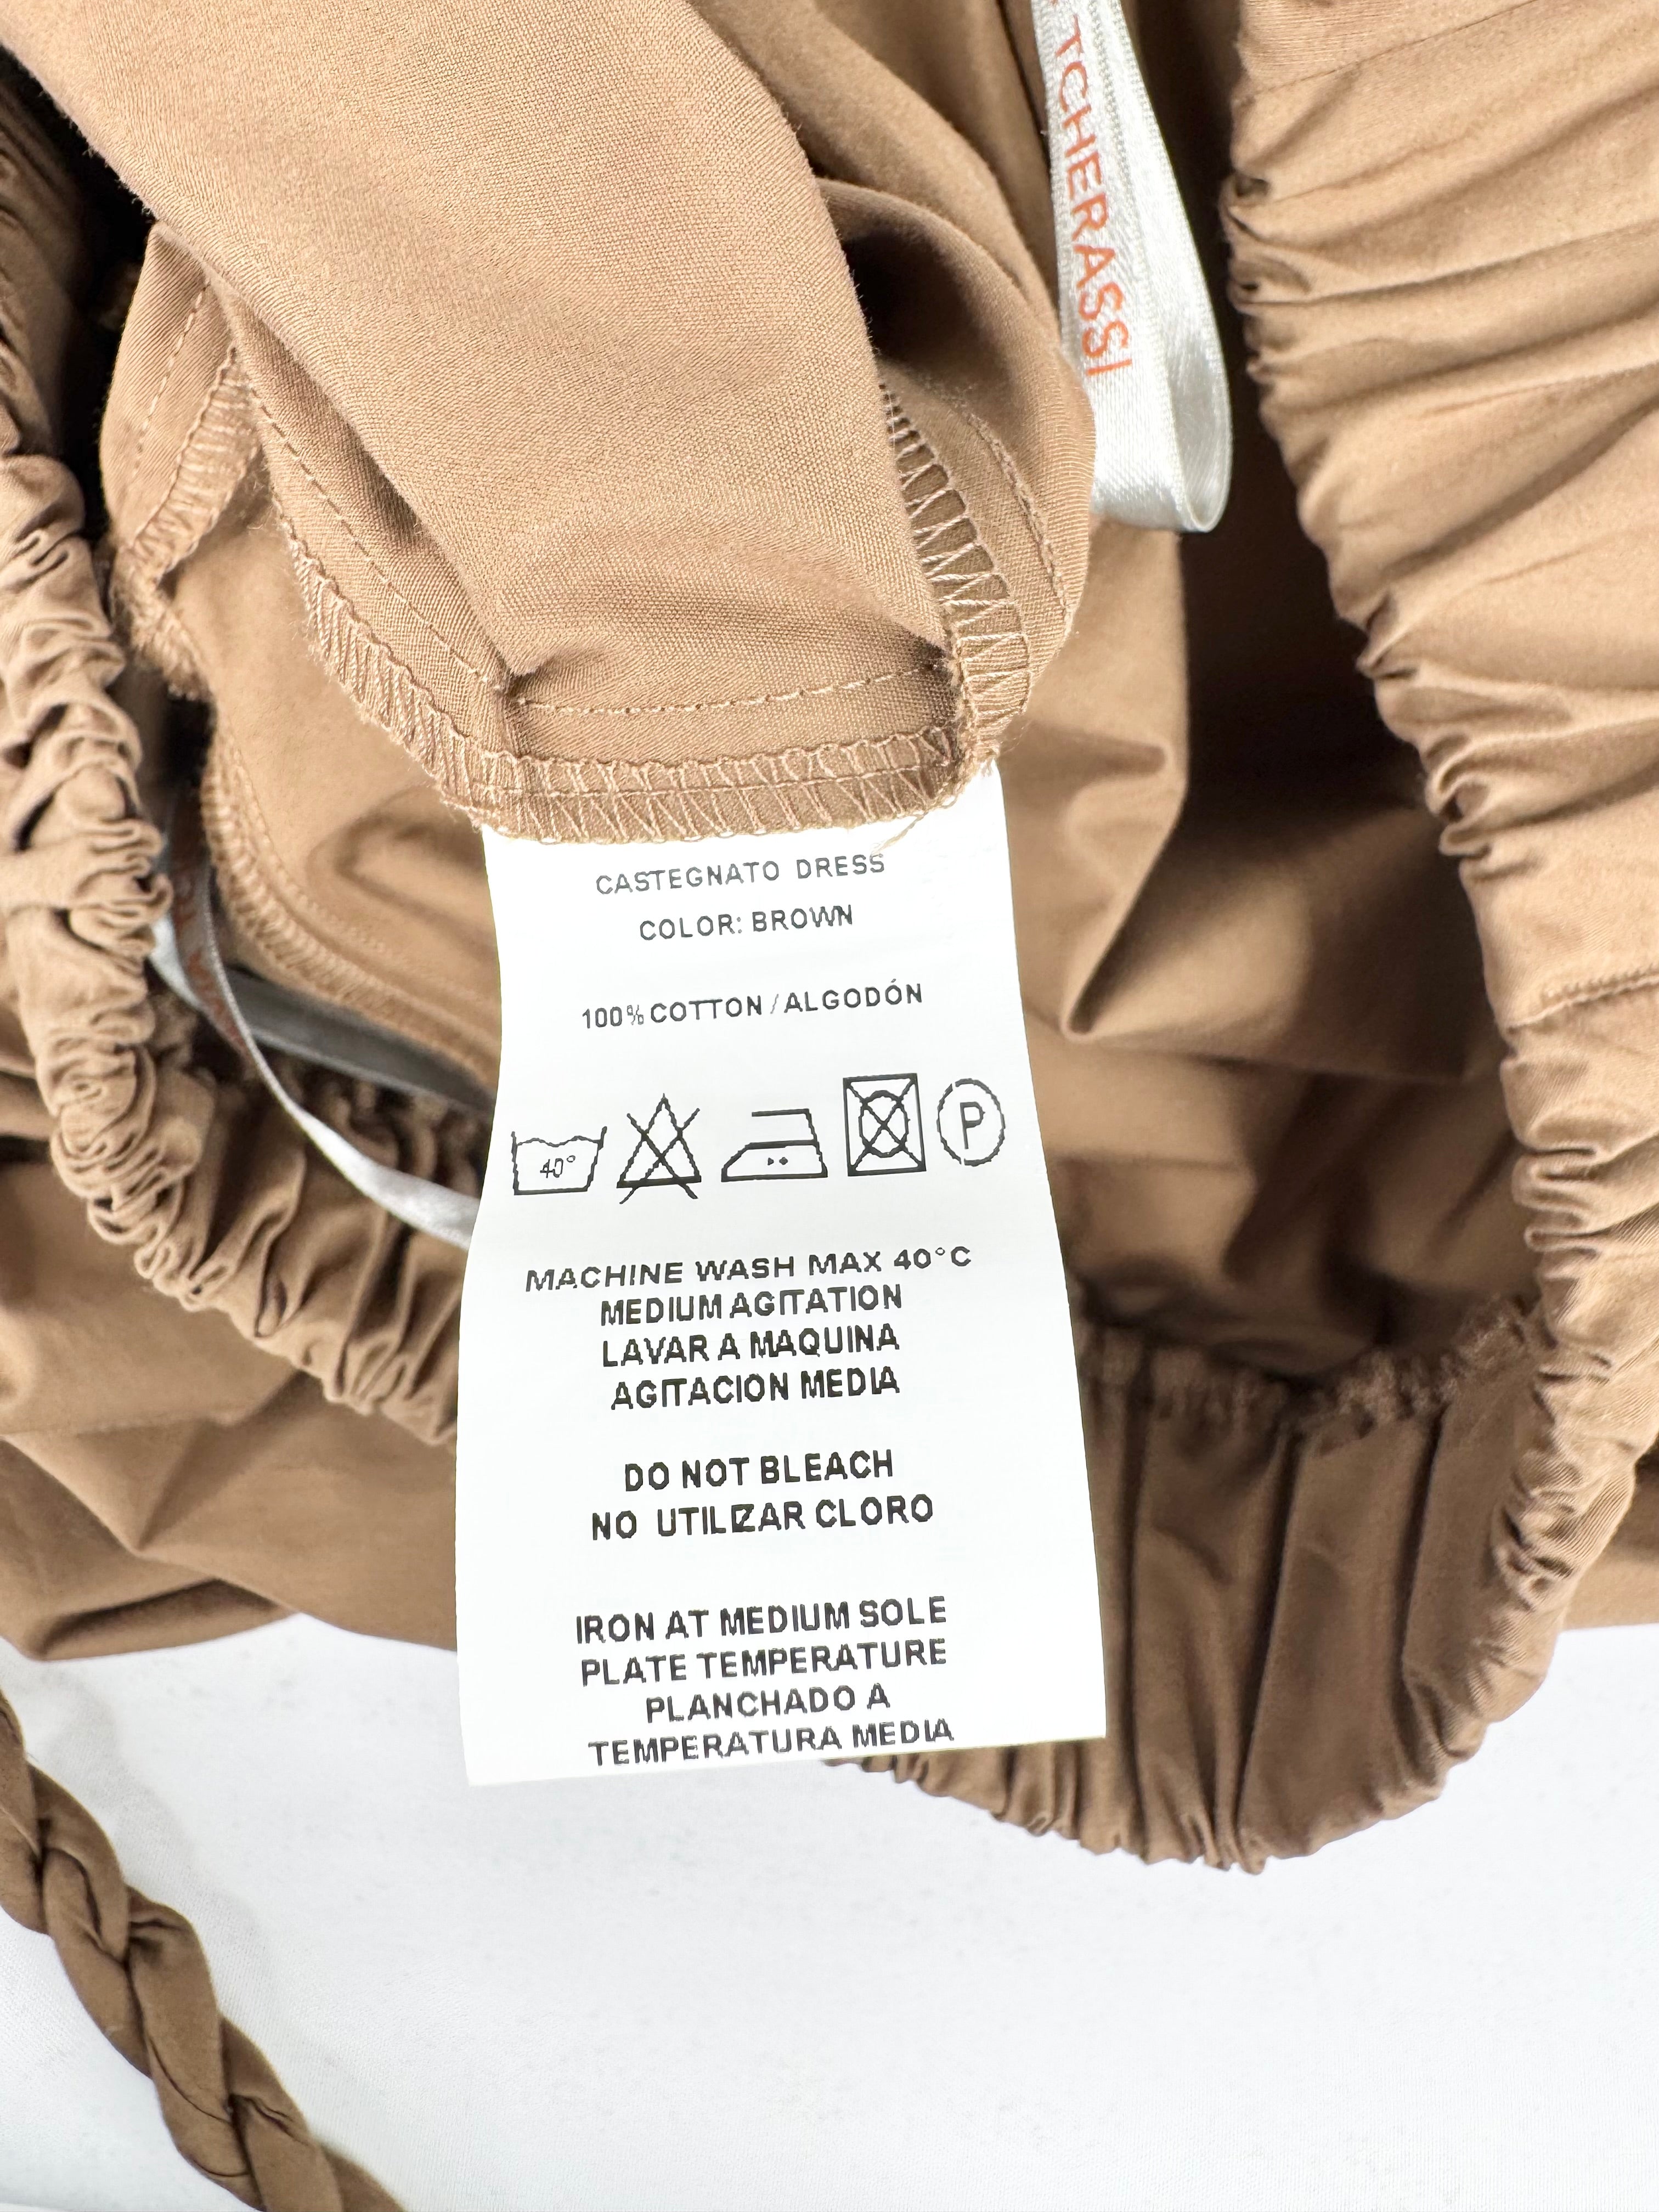 TCHERASSI
CASTEGNATO DRESS
COLOR: BROWN
100% COTTON / ALGODÓN
40°
P
MACHINE WASH MAX 40°C
MEDIUM AGITATION
LAVAR A MAQUINA
AGITACION MEDIA
DO NOT BLEACH
NO UTILIZAR CLORO
IRON AT MEDIUM SOLE
PLATE TEMPERATURE
PLANCHADO A
TEMPERATURA MEDIA